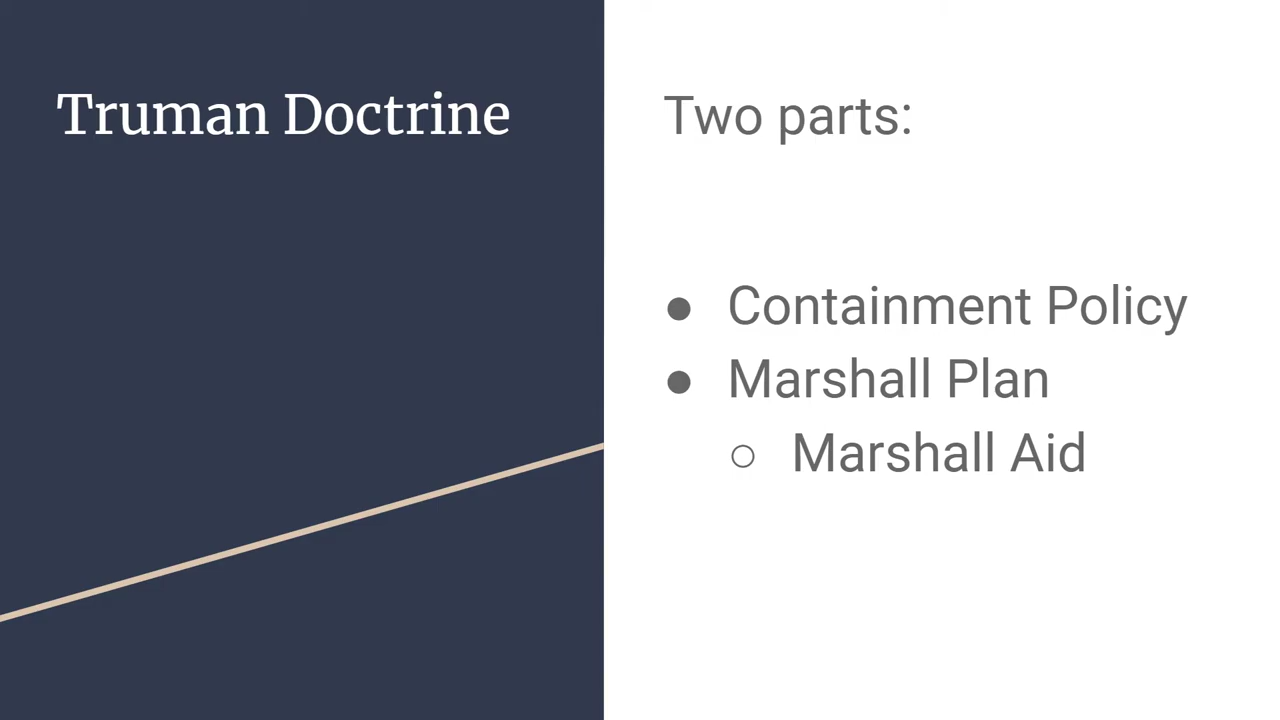 Truman Doctrine
Two parts:
● Containment Policy
● Marshall Plan
○ Marshall Aid